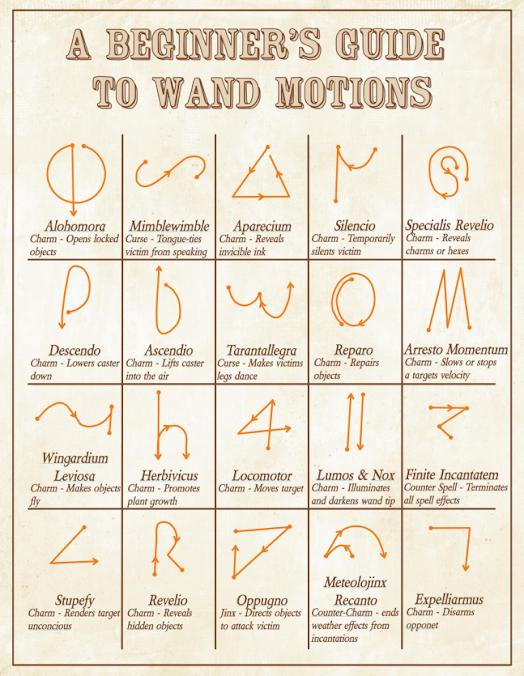 A BEGINNER'S GUIDE
TO WAND MOTIONS
Alohomora
Charm - Opens locked
objects
Mimblewimble
Curse - Tongue-ties
victim from speaking
Aparecium
Charm - Reveals
invicible ink
Silencio
Charm - Temporarily
silents victim
Specialis Revelio
Charm - Reveals
charms or hexes
Descendo
Charm - Lowers caster
down
Ascendio
Charm - Lifts caster
into the air
Tarantallegra
Curse - Makes victims
legs dance
Reparo
Charm - Repairs
objects
Arresto Momentum
Charm - Slows or stops
a targets velocity
Wingardium
Leviosa
Charm - Makes objects
fly
Herbivicus
Charm - Promotes
plant growth
Locomotor
Charm - Moves target
Lumos & Nox
Charm - Illuminates
and darkens wand tip
Finite Incantatem
Counter Spell - Terminates
all spell effects
Stupefy
Charm - Renders target
unconcious
Revelio
Charm - Reveals
hidden objects
Oppugno
Jinx - Directs objects
to attack victim
Meteolojinx
Recanto
Counter-Charm - ends
weather effects from
incantations
Expelliarmus
Charm - Disarms
opponet